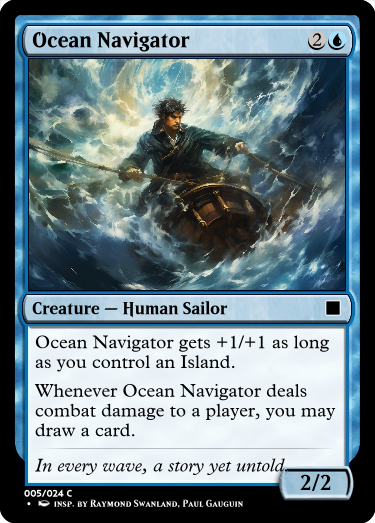 Ocean Navigator 2
Creature — Human Sailor
Ocean Navigator gets +1/+1 as long
as you control an Island.
Whenever Ocean Navigator deals
combat damage to a player, you may
draw a card.
In every wave, a story yet untold.
2/2
005/024 C
• INSP. BY RAYMOND SWANLAND, PAUL GAUGUIN